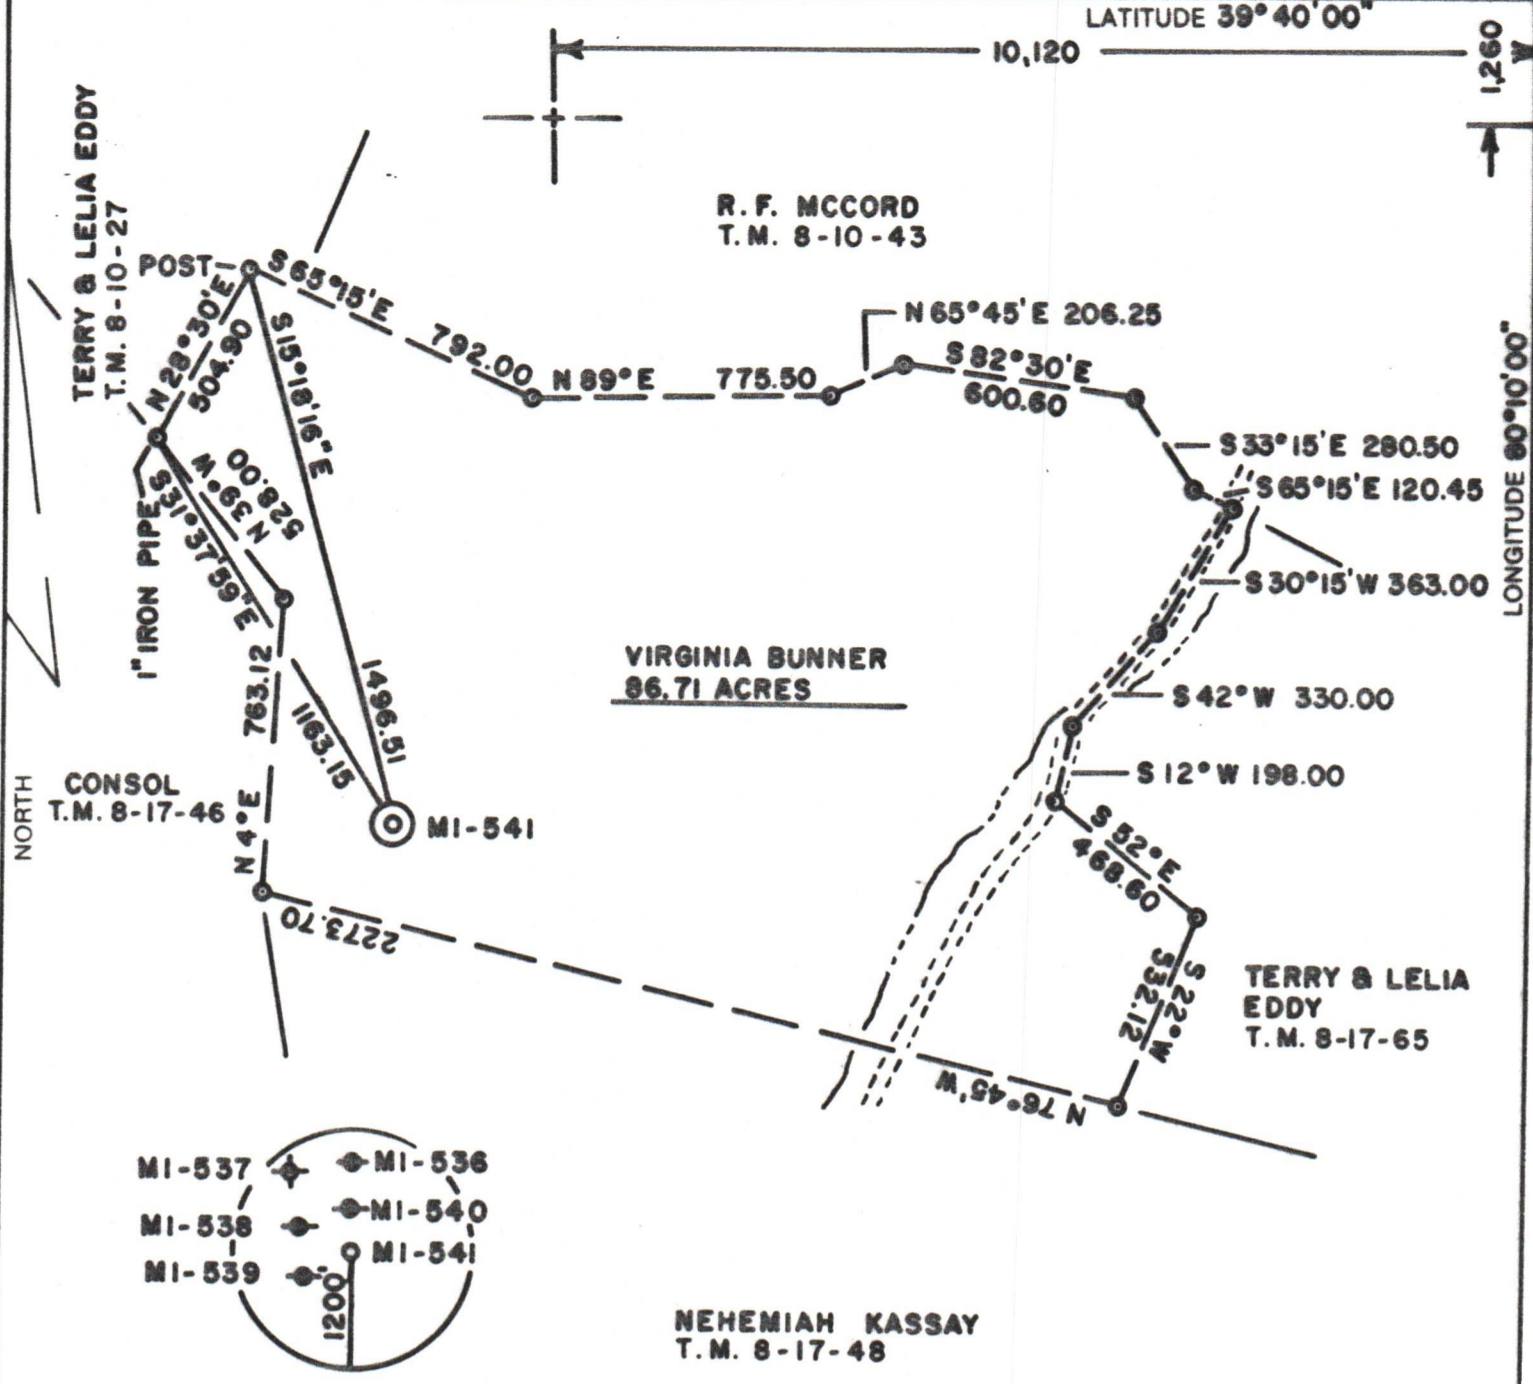 LATITUDE 39°40'00"
10,120
1,260
W
TERRY & LELIA EDDY
T.M. 8-10-27
R.F. MCCORD
T.M. 8-10-43
POST
S 65°15'E
792.00
N 28°30'E
504.90
S15°18'16"E
1496.51
N 89°E 775.50
N 65°45'E 206.25
S 82°30'E
600.60
S 33°15'E 280.50
S 65°15'E 120.45
S 30°15'W 363.00
S 42°W 330.00
S 12°W 198.00
LONGITUDE 80°10'00"
N 39°W
528.00
S31°37'59"E
1163.15
1" IRON PIPE
VIRGINIA BUNNER
86.71 ACRES
763.12
N 4°E
CONSOL
T.M. 8-17-46
NORTH
MI-541
S 52°E
468.60
2273.70
N 76°45'W
S 22°W
532.12
TERRY & LELIA
EDDY
T.M. 8-17-65
MI-537
MI-536
MI-538
MI-540
MI-541
MI-539
1200'
NEHEMIAH KASSAY
T.M. 8-17-48